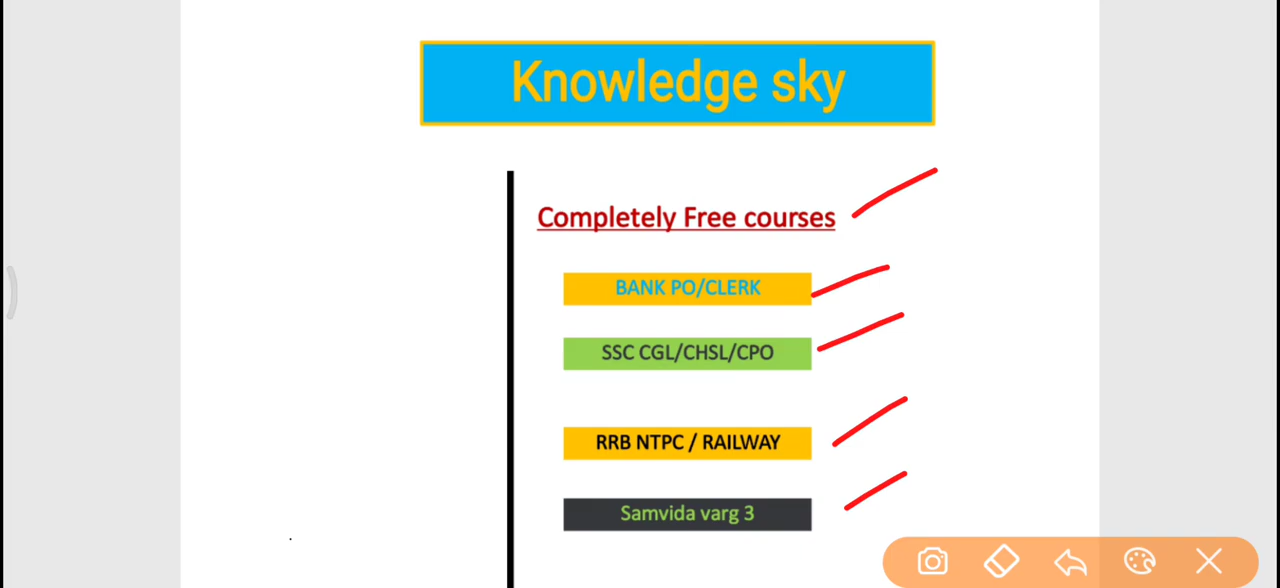 Knowledge sky
Completely Free courses
BANK PO/CLERK
SSC CGL/CHSL/CPO
RRB NTPC / RAILWAY
Samvida varg 3